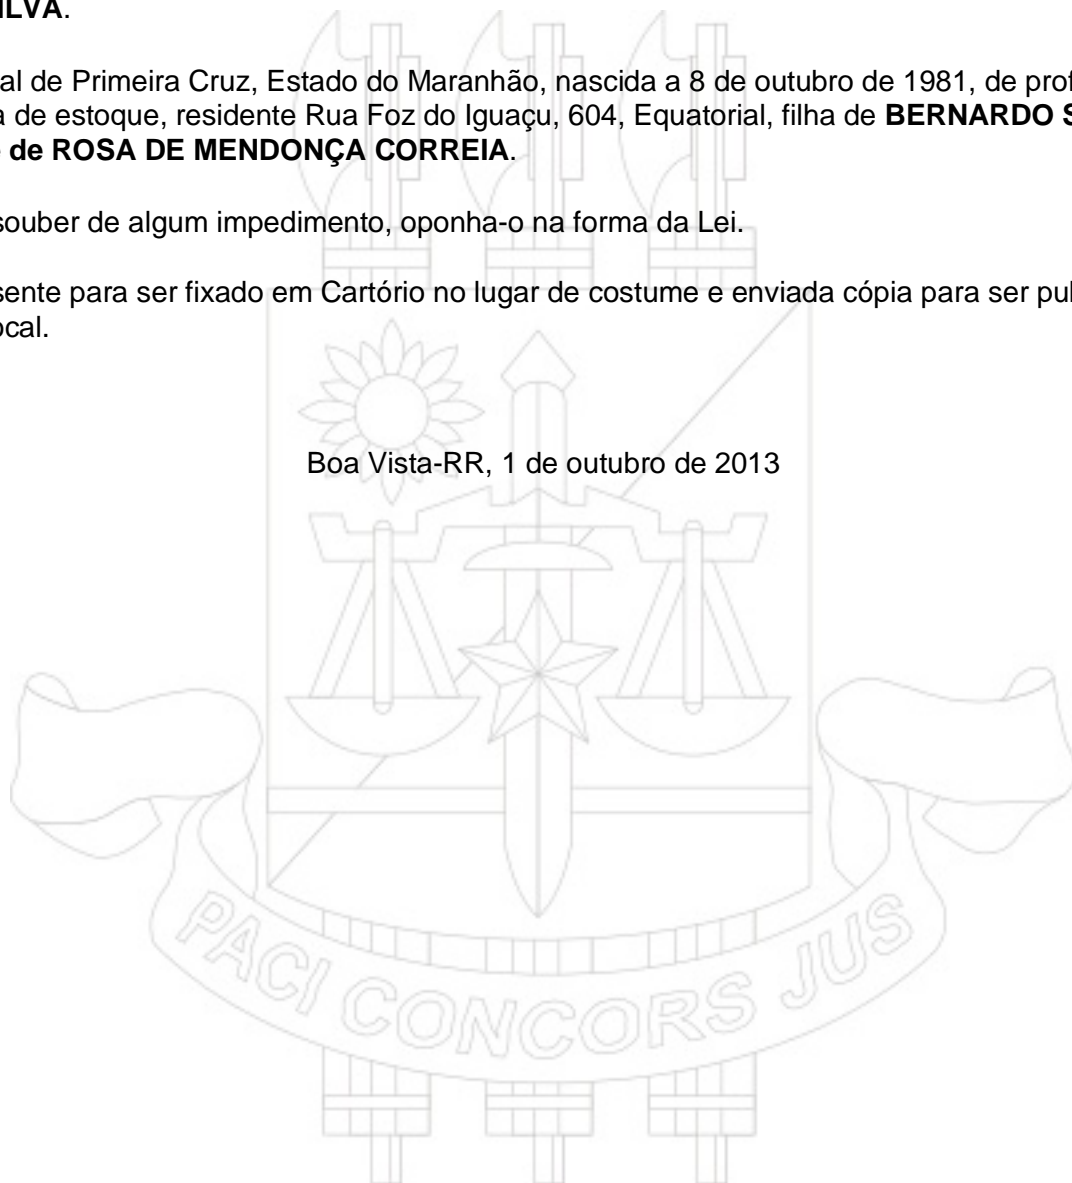 ILVA.
al de Primeira Cruz, Estado do Maranhão, nascida a 8 de outubro de 1981, de prof
a de estoque, residente Rua Foz do Iguaçu, 604, Equatorial, filha de BERNARDO S
de ROSA DE MENDONÇA CORREIA.
souber de algum impedimento, oponha-o na forma da Lei.
sente para ser fixado em Cartório no lugar de costume e enviada cópia para ser pul
ocal.
Boa Vista-RR, 1 de outubro de 2013
PACI CONCORS JUS